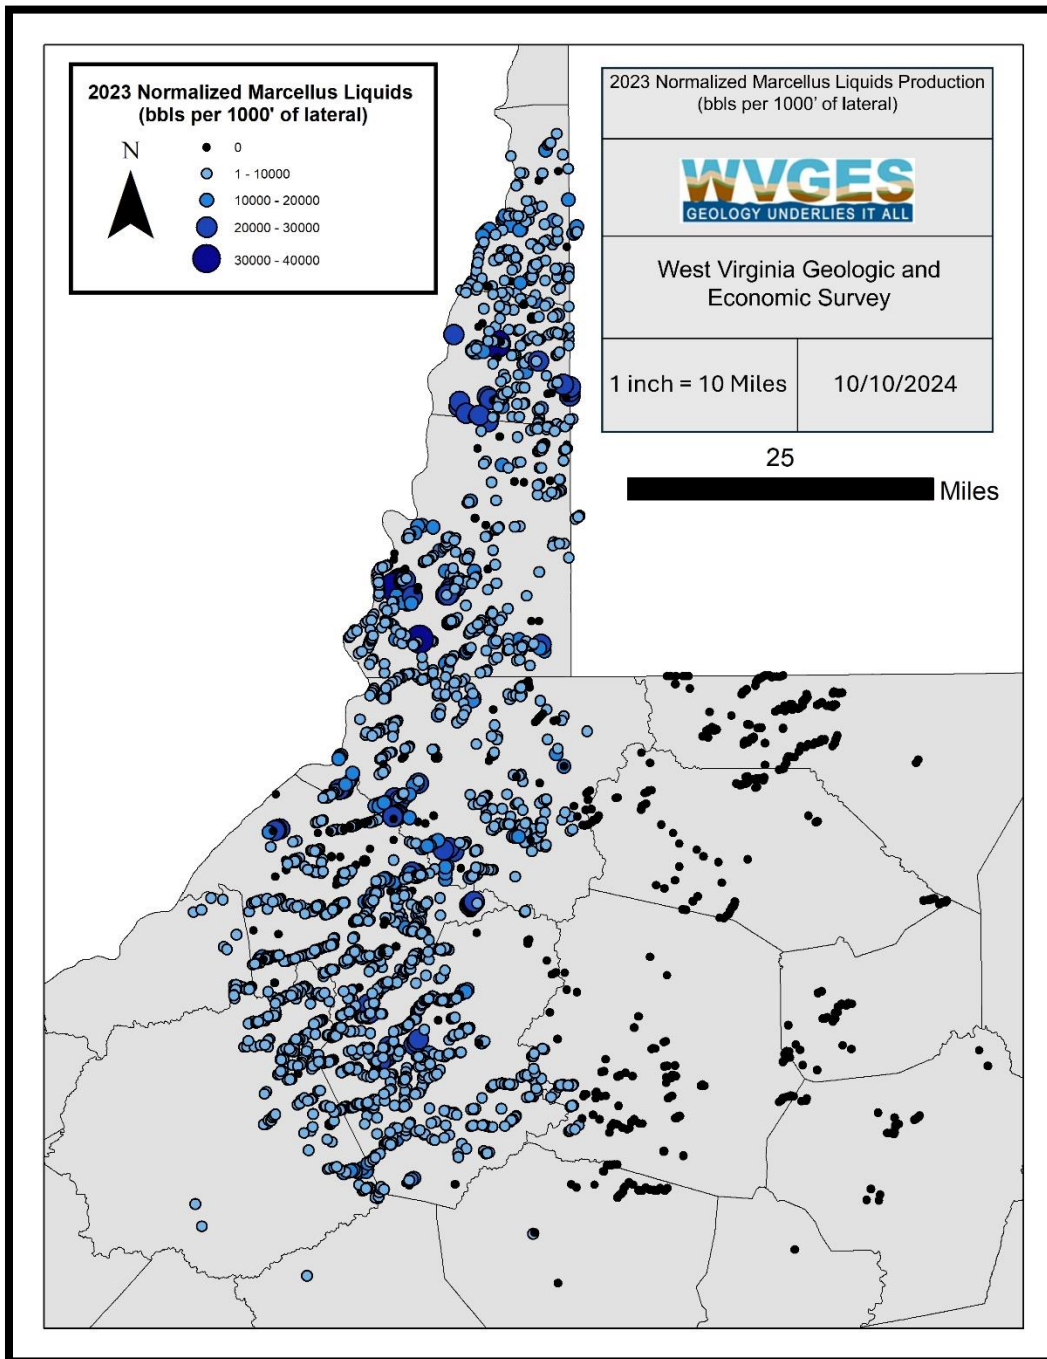 2023 Normalized Marcellus Liquids
(bbls per 1000' of lateral)
N
0
1 - 10000
10000 - 20000
20000 - 30000
30000 - 40000
2023 Normalized Marcellus Liquids Production
(bbls per 1000' of lateral)
WVGES
GEOLOGY UNDERLIES IT ALL
West Virginia Geologic and
Economic Survey
1 inch = 10 Miles
10/10/2024
25
Miles